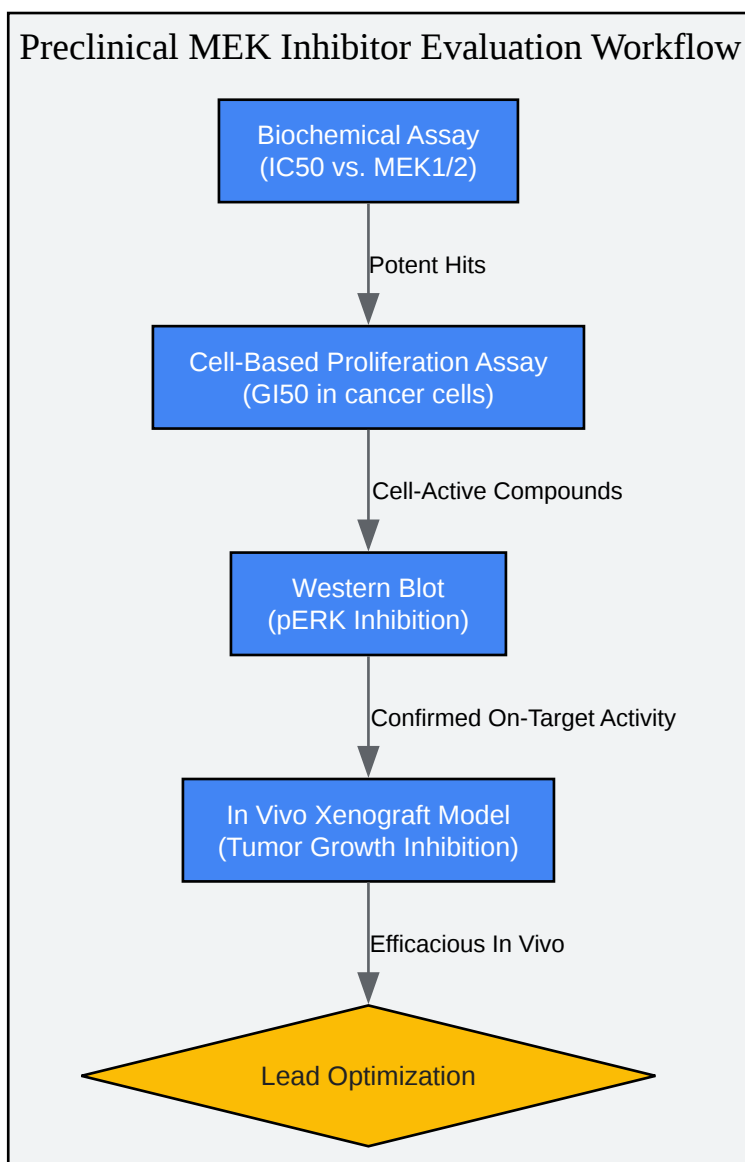 Preclinical MEK Inhibitor Evaluation Workflow
Biochemical Assay
(IC50 vs. MEK1/2)
Potent Hits
Cell-Based Proliferation Assay
(GI50 in cancer cells)
Cell-Active Compounds
Western Blot
(pERK Inhibition)
Confirmed On-Target Activity
In Vivo Xenograft Model
(Tumor Growth Inhibition)
Efficacious In Vivo
Lead Optimization